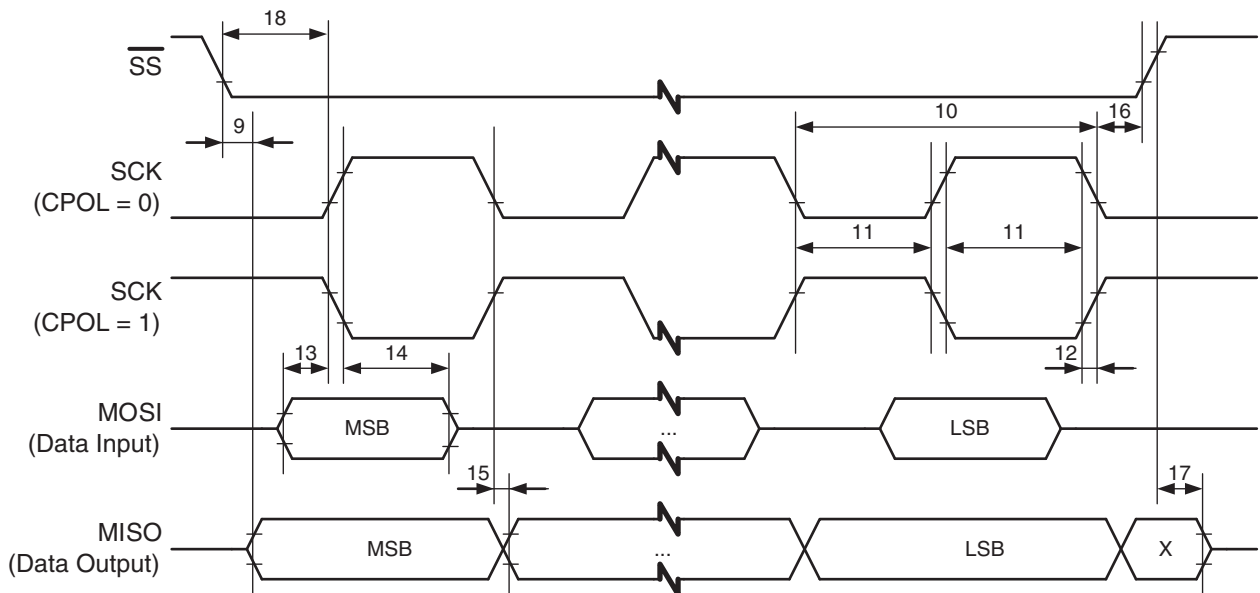 18
SS
9
10
16
SCK
(CPOL = 0)
11
11
SCK
(CPOL = 1)
13
14
12
MOSI
(Data Input)
MSB
...
LSB
15
17
MISO
(Data Output)
MSB
...
LSB
X